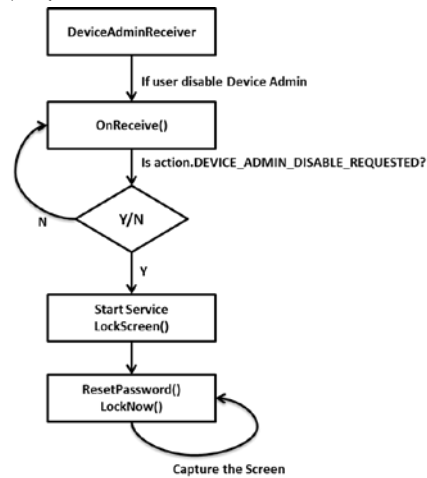 DeviceAdminReceiver
If user disable Device Admin
OnReceive()
Is action.DEVICE_ADMIN_DISABLE_REQUESTED?
N
Y/N
Y
Start Service
LockScreen()
ResetPassword()
LockNow()
Capture the Screen